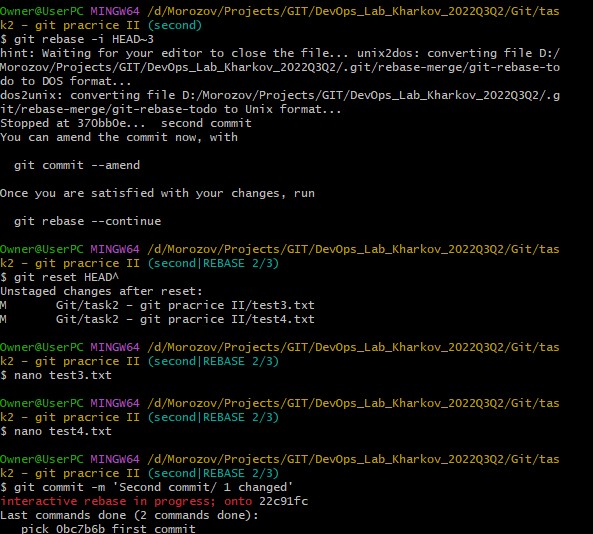 Owner@UserPC MINGW64 /d/Morozov/Projects/GIT/DevOps_Lab_Kharkov_2022Q3Q2/Git/tas
k2 - git pracrice II (second)
$ git rebase -i HEAD~3
hint: Waiting for your editor to close the file... unix2dos: converting file D:/
Morozov/Projects/GIT/DevOps_Lab_Kharkov_2022Q3Q2/.git/rebase-merge/git-rebase-to
do to DOS format...
dos2unix: converting file D:/Morozov/Projects/GIT/DevOps_Lab_Kharkov_2022Q3Q2/.g
it/rebase-merge/git-rebase-todo to Unix format...
Stopped at 370bb0e...  second commit
You can amend the commit now, with

  git commit --amend

Once you are satisfied with your changes, run

  git rebase --continue

Owner@UserPC MINGW64 /d/Morozov/Projects/GIT/DevOps_Lab_Kharkov_2022Q3Q2/Git/tas
k2 - git pracrice II (second|REBASE 2/3)
$ git reset HEAD^
Unstaged changes after reset:
M       Git/task2 - git pracrice II/test3.txt
M       Git/task2 - git pracrice II/test4.txt

Owner@UserPC MINGW64 /d/Morozov/Projects/GIT/DevOps_Lab_Kharkov_2022Q3Q2/Git/tas
k2 - git pracrice II (second|REBASE 2/3)
$ nano test3.txt

Owner@UserPC MINGW64 /d/Morozov/Projects/GIT/DevOps_Lab_Kharkov_2022Q3Q2/Git/tas
k2 - git pracrice II (second|REBASE 2/3)
$ nano test4.txt

Owner@UserPC MINGW64 /d/Morozov/Projects/GIT/DevOps_Lab_Kharkov_2022Q3Q2/Git/tas
k2 - git pracrice II (second|REBASE 2/3)
$ git commit -m 'Second commit/ 1 changed'
interactive rebase in progress; onto 22c91fc
Last commands done (2 commands done):
   pick 0bc7b6b first commit